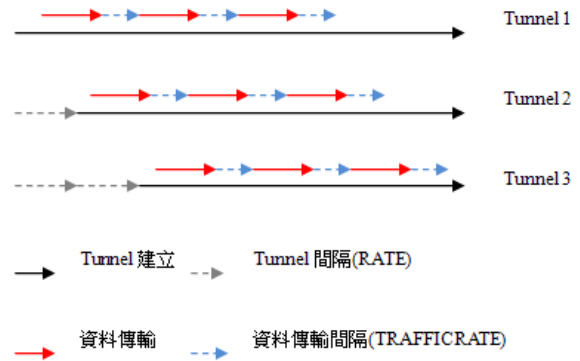 Tunnel 1
Tunnel 2
Tunnel 3
Tunnel 建立
Tunnel 間隔(RATE)
資料傳輸
資料傳輸間隔(TRAFFICRATE)